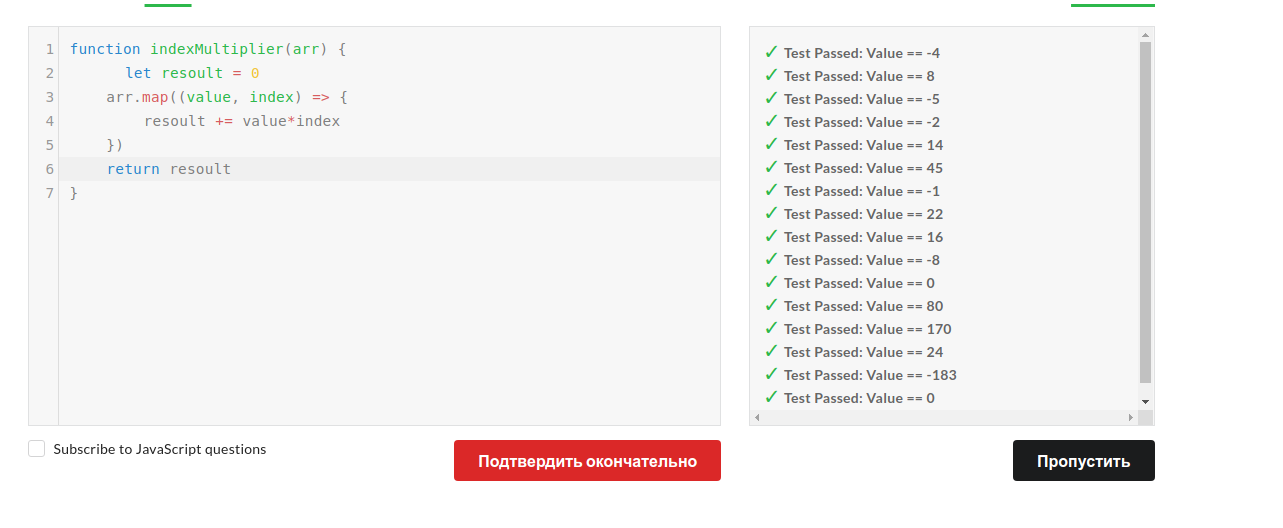 1 function indexMultiplier(arr) {
2 let resoult = 0
3 arr.map((value, index) => {
4 resoult += value*index
5 })
6 return resoult
7 }
✓ Test Passed: Value == -4
✓ Test Passed: Value == 8
✓ Test Passed: Value == -5
✓ Test Passed: Value == -2
✓ Test Passed: Value == 14
✓ Test Passed: Value == 45
✓ Test Passed: Value == -1
✓ Test Passed: Value == 22
✓ Test Passed: Value == 16
✓ Test Passed: Value == -8
✓ Test Passed: Value == 0
✓ Test Passed: Value == 80
✓ Test Passed: Value == 170
✓ Test Passed: Value == 24
✓ Test Passed: Value == -183
✓ Test Passed: Value == 0
Subscribe to JavaScript questions
Подтвердить окончательно
Пропустить